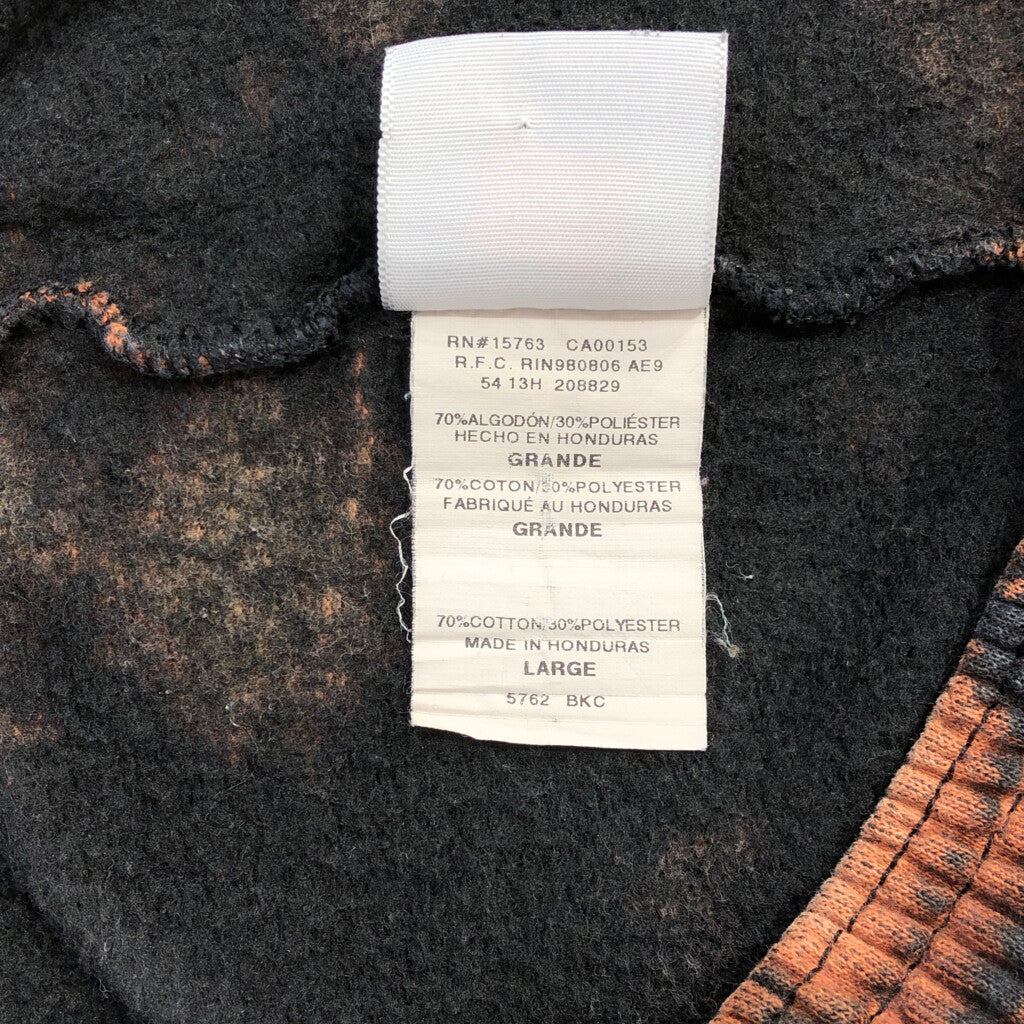 RN#15763 CA00153
R.F.C. RIN980806 AE9
54 13H 208829
70%ALGODÓN/30%POLIÉSTER
HECHO EN HONDURAS
GRANDE
70%COTON/30%POLYESTER
FABRIQUÉ AU HONDURAS
GRANDE
70%COTTON/30%POLYESTER
MADE IN HONDURAS
LARGE
5762 BKC